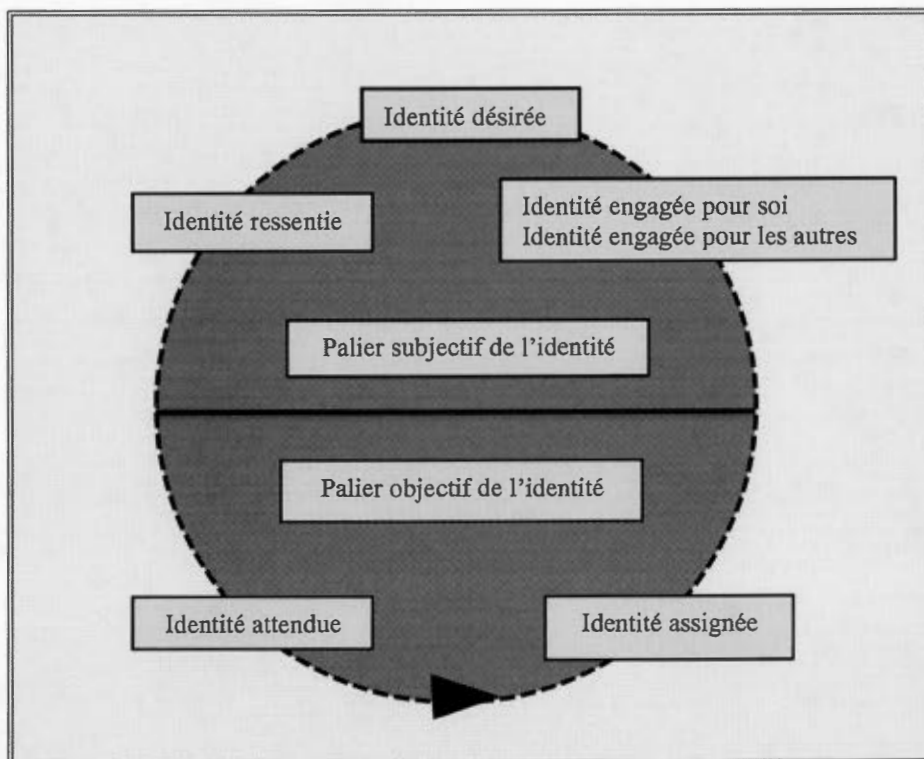 Identité désirée
Identité ressentie
Identité engagée pour soi
Identité engagée pour les autres
Palier subjectif de l'identité
Palier objectif de l'identité
Identité attendue
Identité assignée